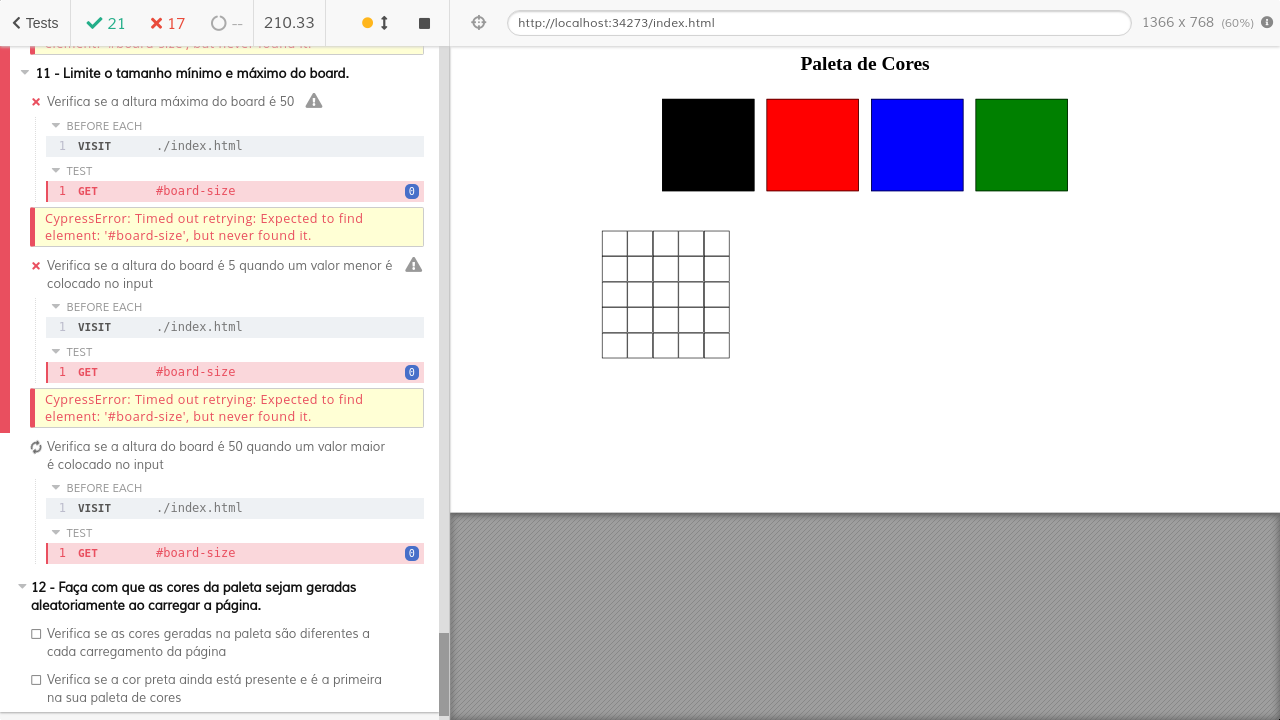 Tests 21 17 -- 210.33
http://localhost:34273/index.html 1366 x 768 (60%)
element: '#board-size', but never found it.
11 - Limite o tamanho mínimo e máximo do board.
Verifica se a altura máxima do board é 50
BEFORE EACH
1 VISIT ./index.html
TEST
1 GET #board-size 0
CypressError: Timed out retrying: Expected to find
element: '#board-size', but never found it.
Verifica se a altura do board é 5 quando um valor menor é
colocado no input
BEFORE EACH
1 VISIT ./index.html
TEST
1 GET #board-size 0
CypressError: Timed out retrying: Expected to find
element: '#board-size', but never found it.
Verifica se a altura do board é 50 quando um valor maior
é colocado no input
BEFORE EACH
1 VISIT ./index.html
TEST
1 GET #board-size 0
12 - Faça com que as cores da paleta sejam geradas
aleatoriamente ao carregar a página.
Verifica se as cores geradas na paleta são diferentes a
cada carregamento da página
Verifica se a cor preta ainda está presente e é a primeira
na sua paleta de cores
Paleta de Cores